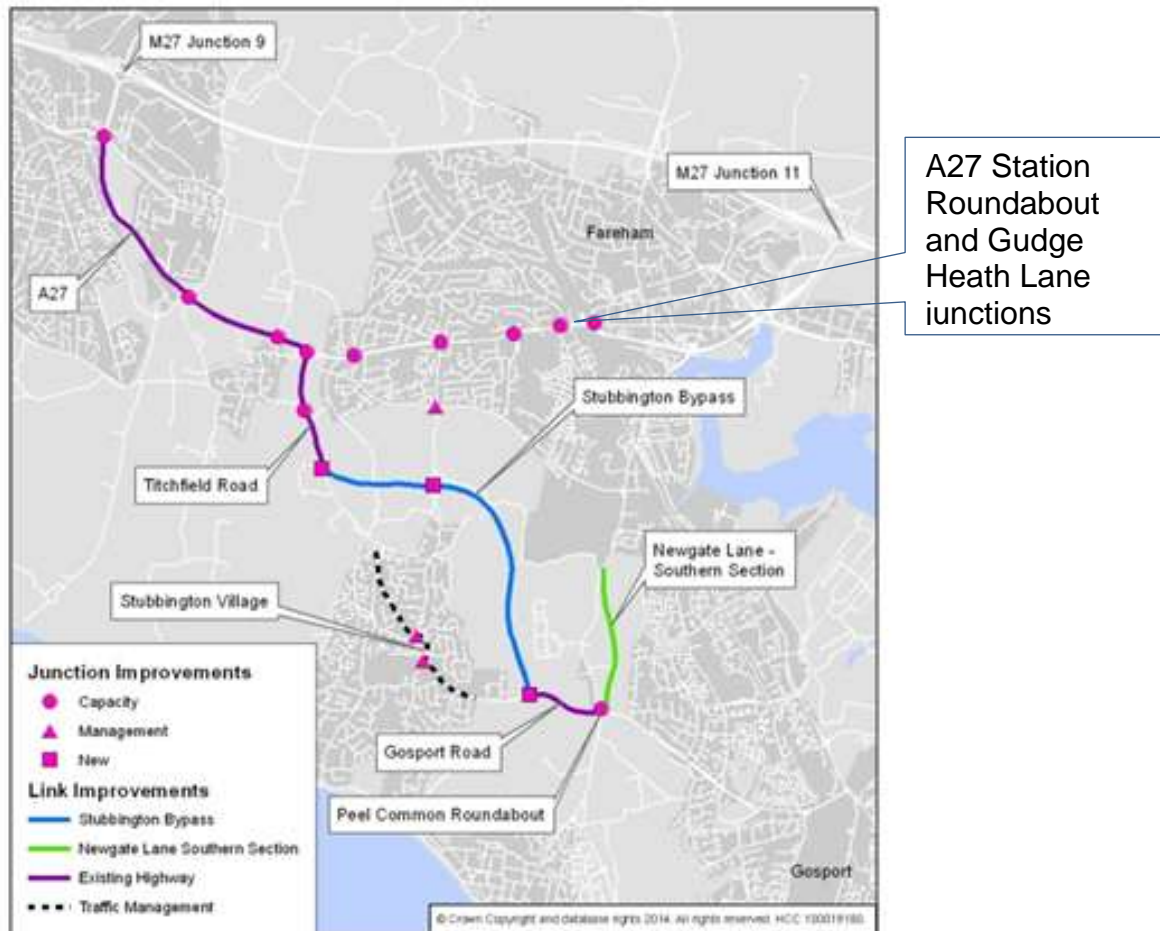 M27 Junction 9
M27 Junction 11
A27 Station
Roundabout
and Gudge
Heath Lane
iunctions
Fareham
A27
Stubbington Bypass
Titchfield Road
Newgate Lane -
Southern Section
Stubbington Village
Gosport Road
Peel Common Roundabout
Gosport
Junction Improvements
Capacity
Management
New
Link Improvements
Stubbington Bypass
Newgate Lane Southern Section
Existing Highway
Traffic Management
© Crown Copyright and database rights 2014. All rights reserved. HCC 100019180.